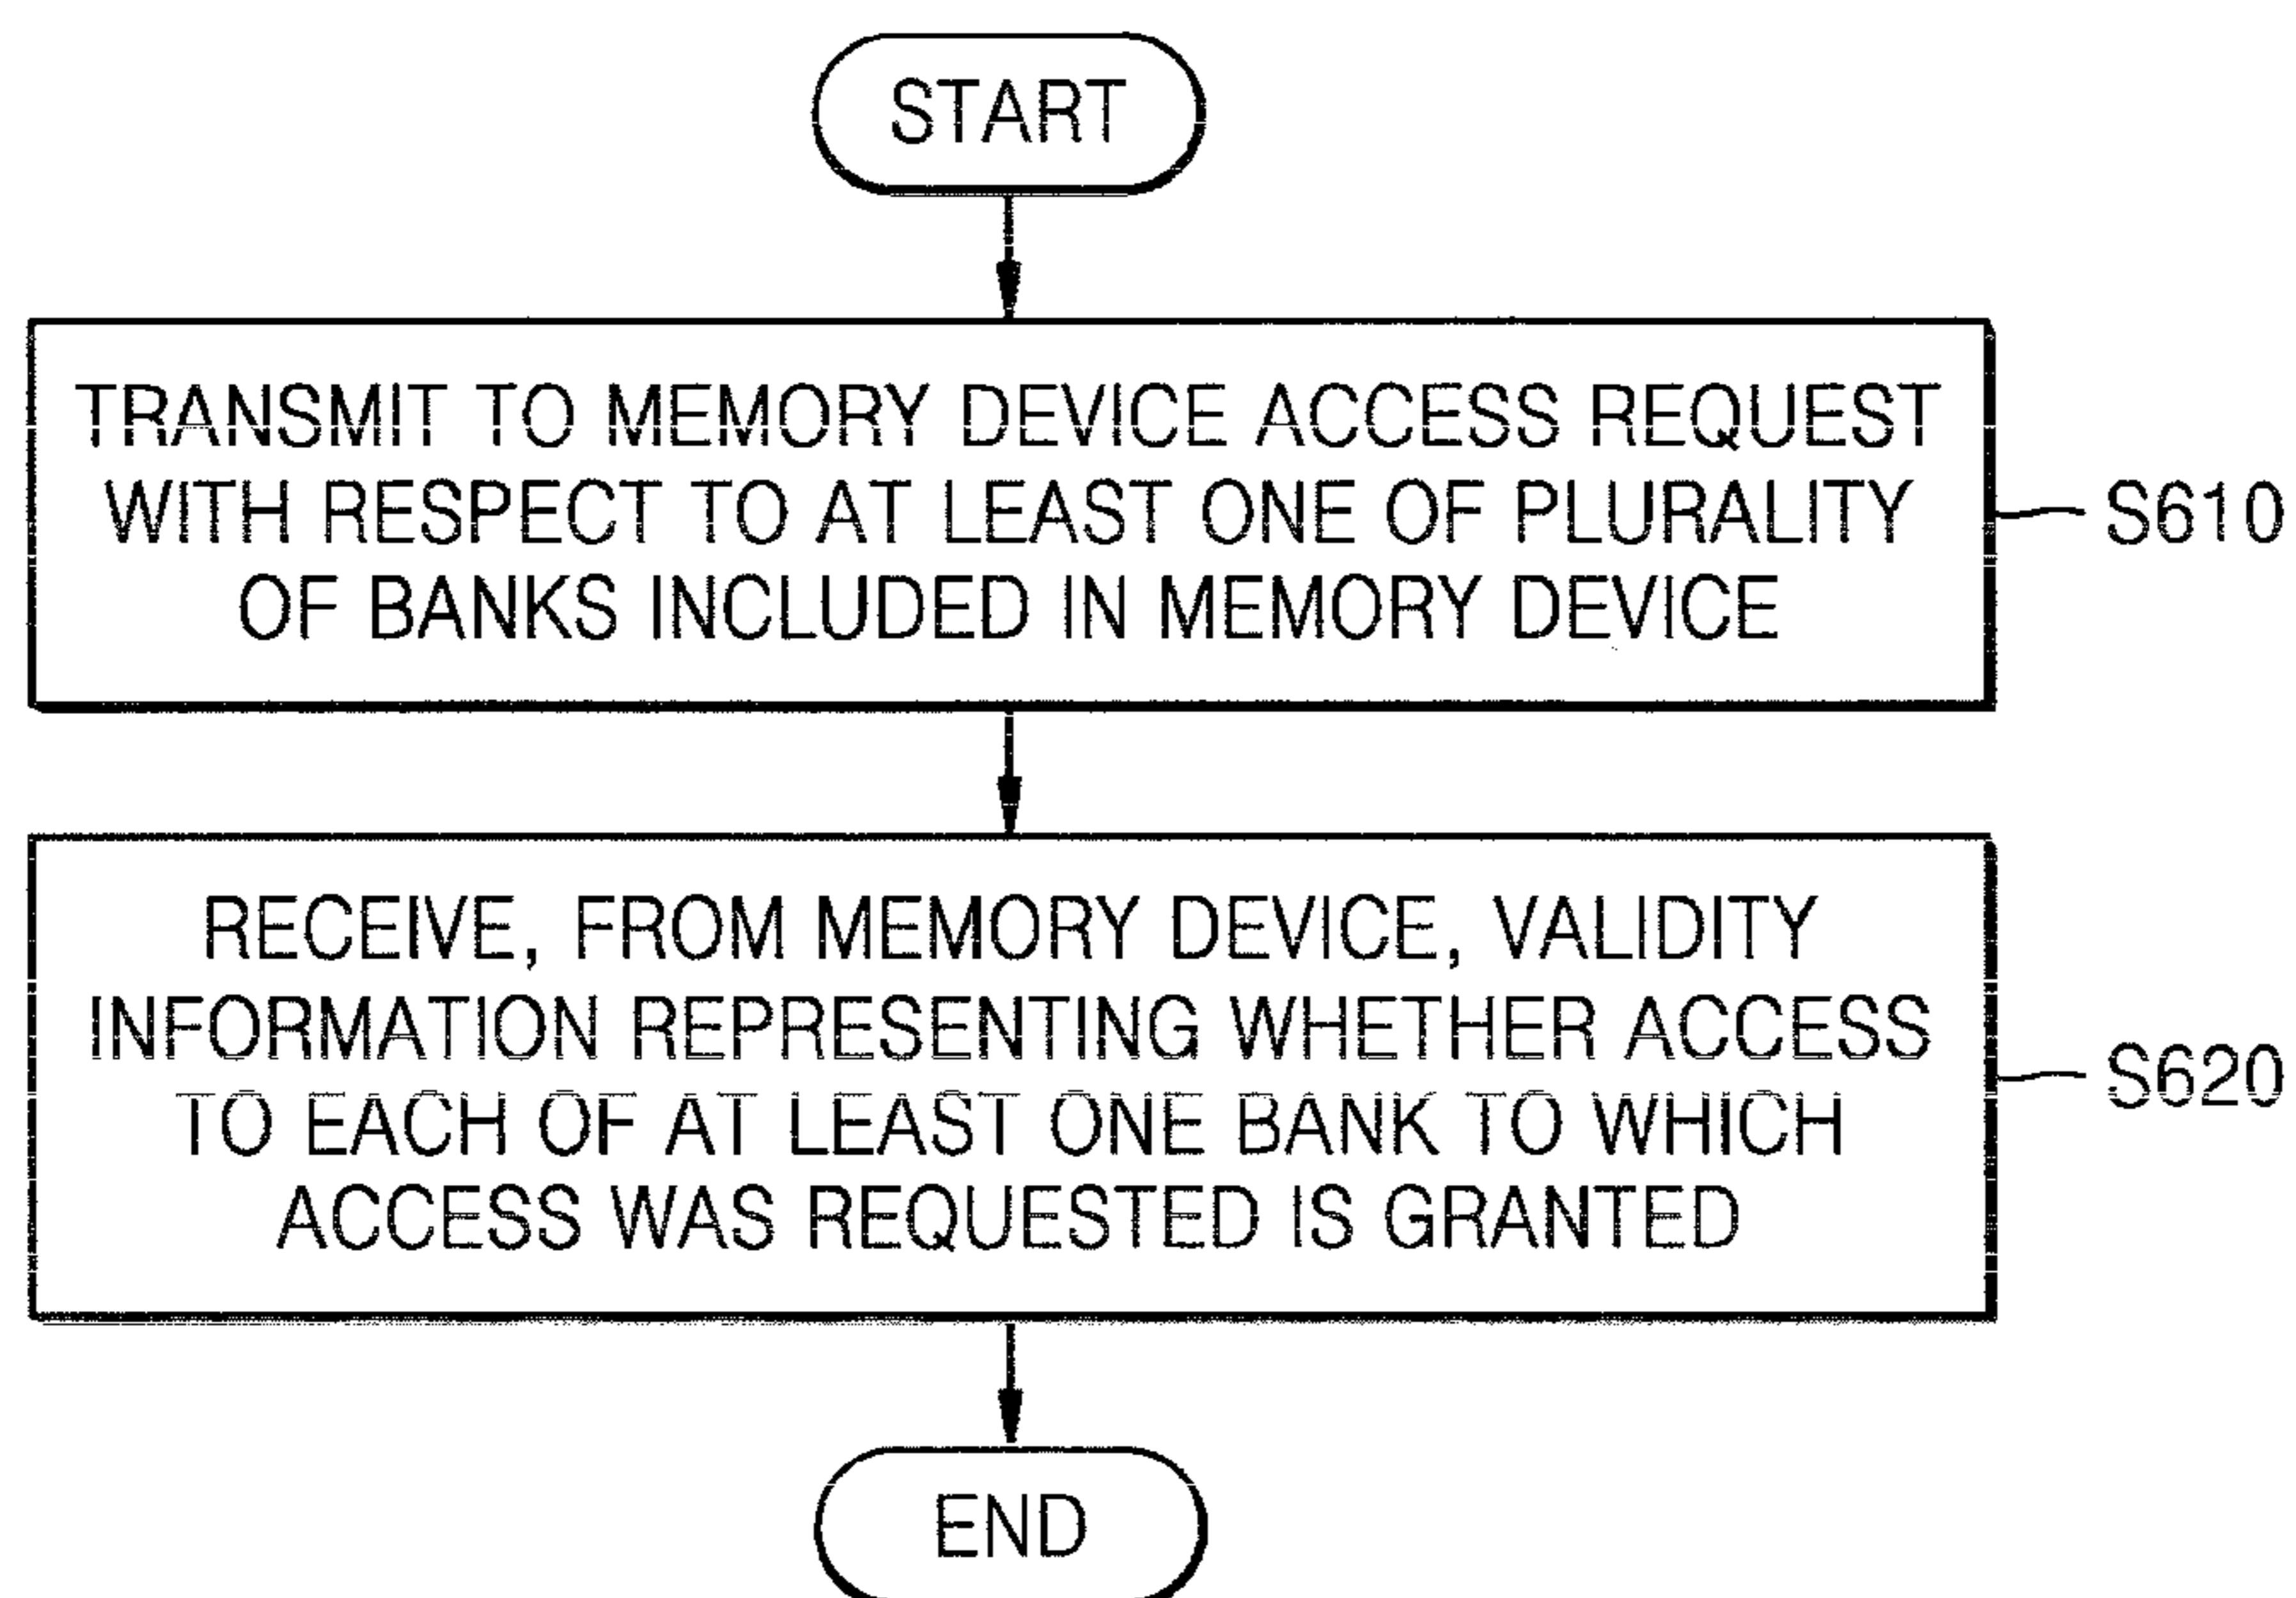 START
TRANSMIT TO MEMORY DEVICE ACCESS REQUEST
WITH RESPECT TO AT LEAST ONE OF PLURALITY
OF BANKS INCLUDED IN MEMORY DEVICE
S610
RECEIVE, FROM MEMORY DEVICE, VALIDITY
INFORMATION REPRESENTING WHETHER ACCESS
TO EACH OF AT LEAST ONE BANK TO WHICH
ACCESS WAS REQUESTED IS GRANTED
S620
END